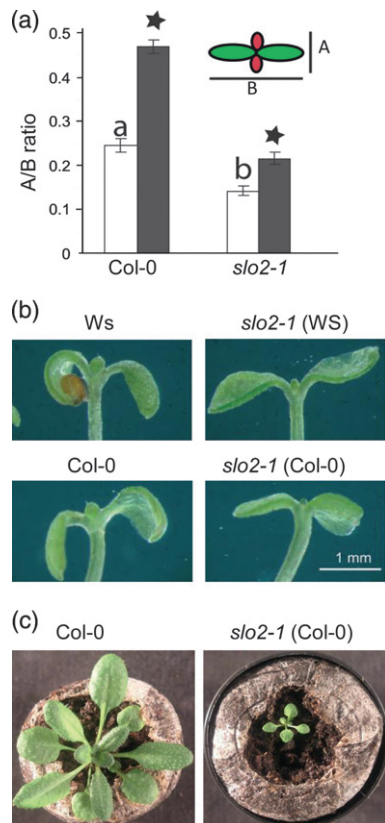 (a)
0.5
0.4
0.3
0.2
0.1
0
A/B ratio
a
b
A
B
Col-0
slo2-1
(b)
Ws
slo2-1 (WS)
Col-0
slo2-1 (Col-0)
1 mm
(c)
Col-0
slo2-1 (Col-0)